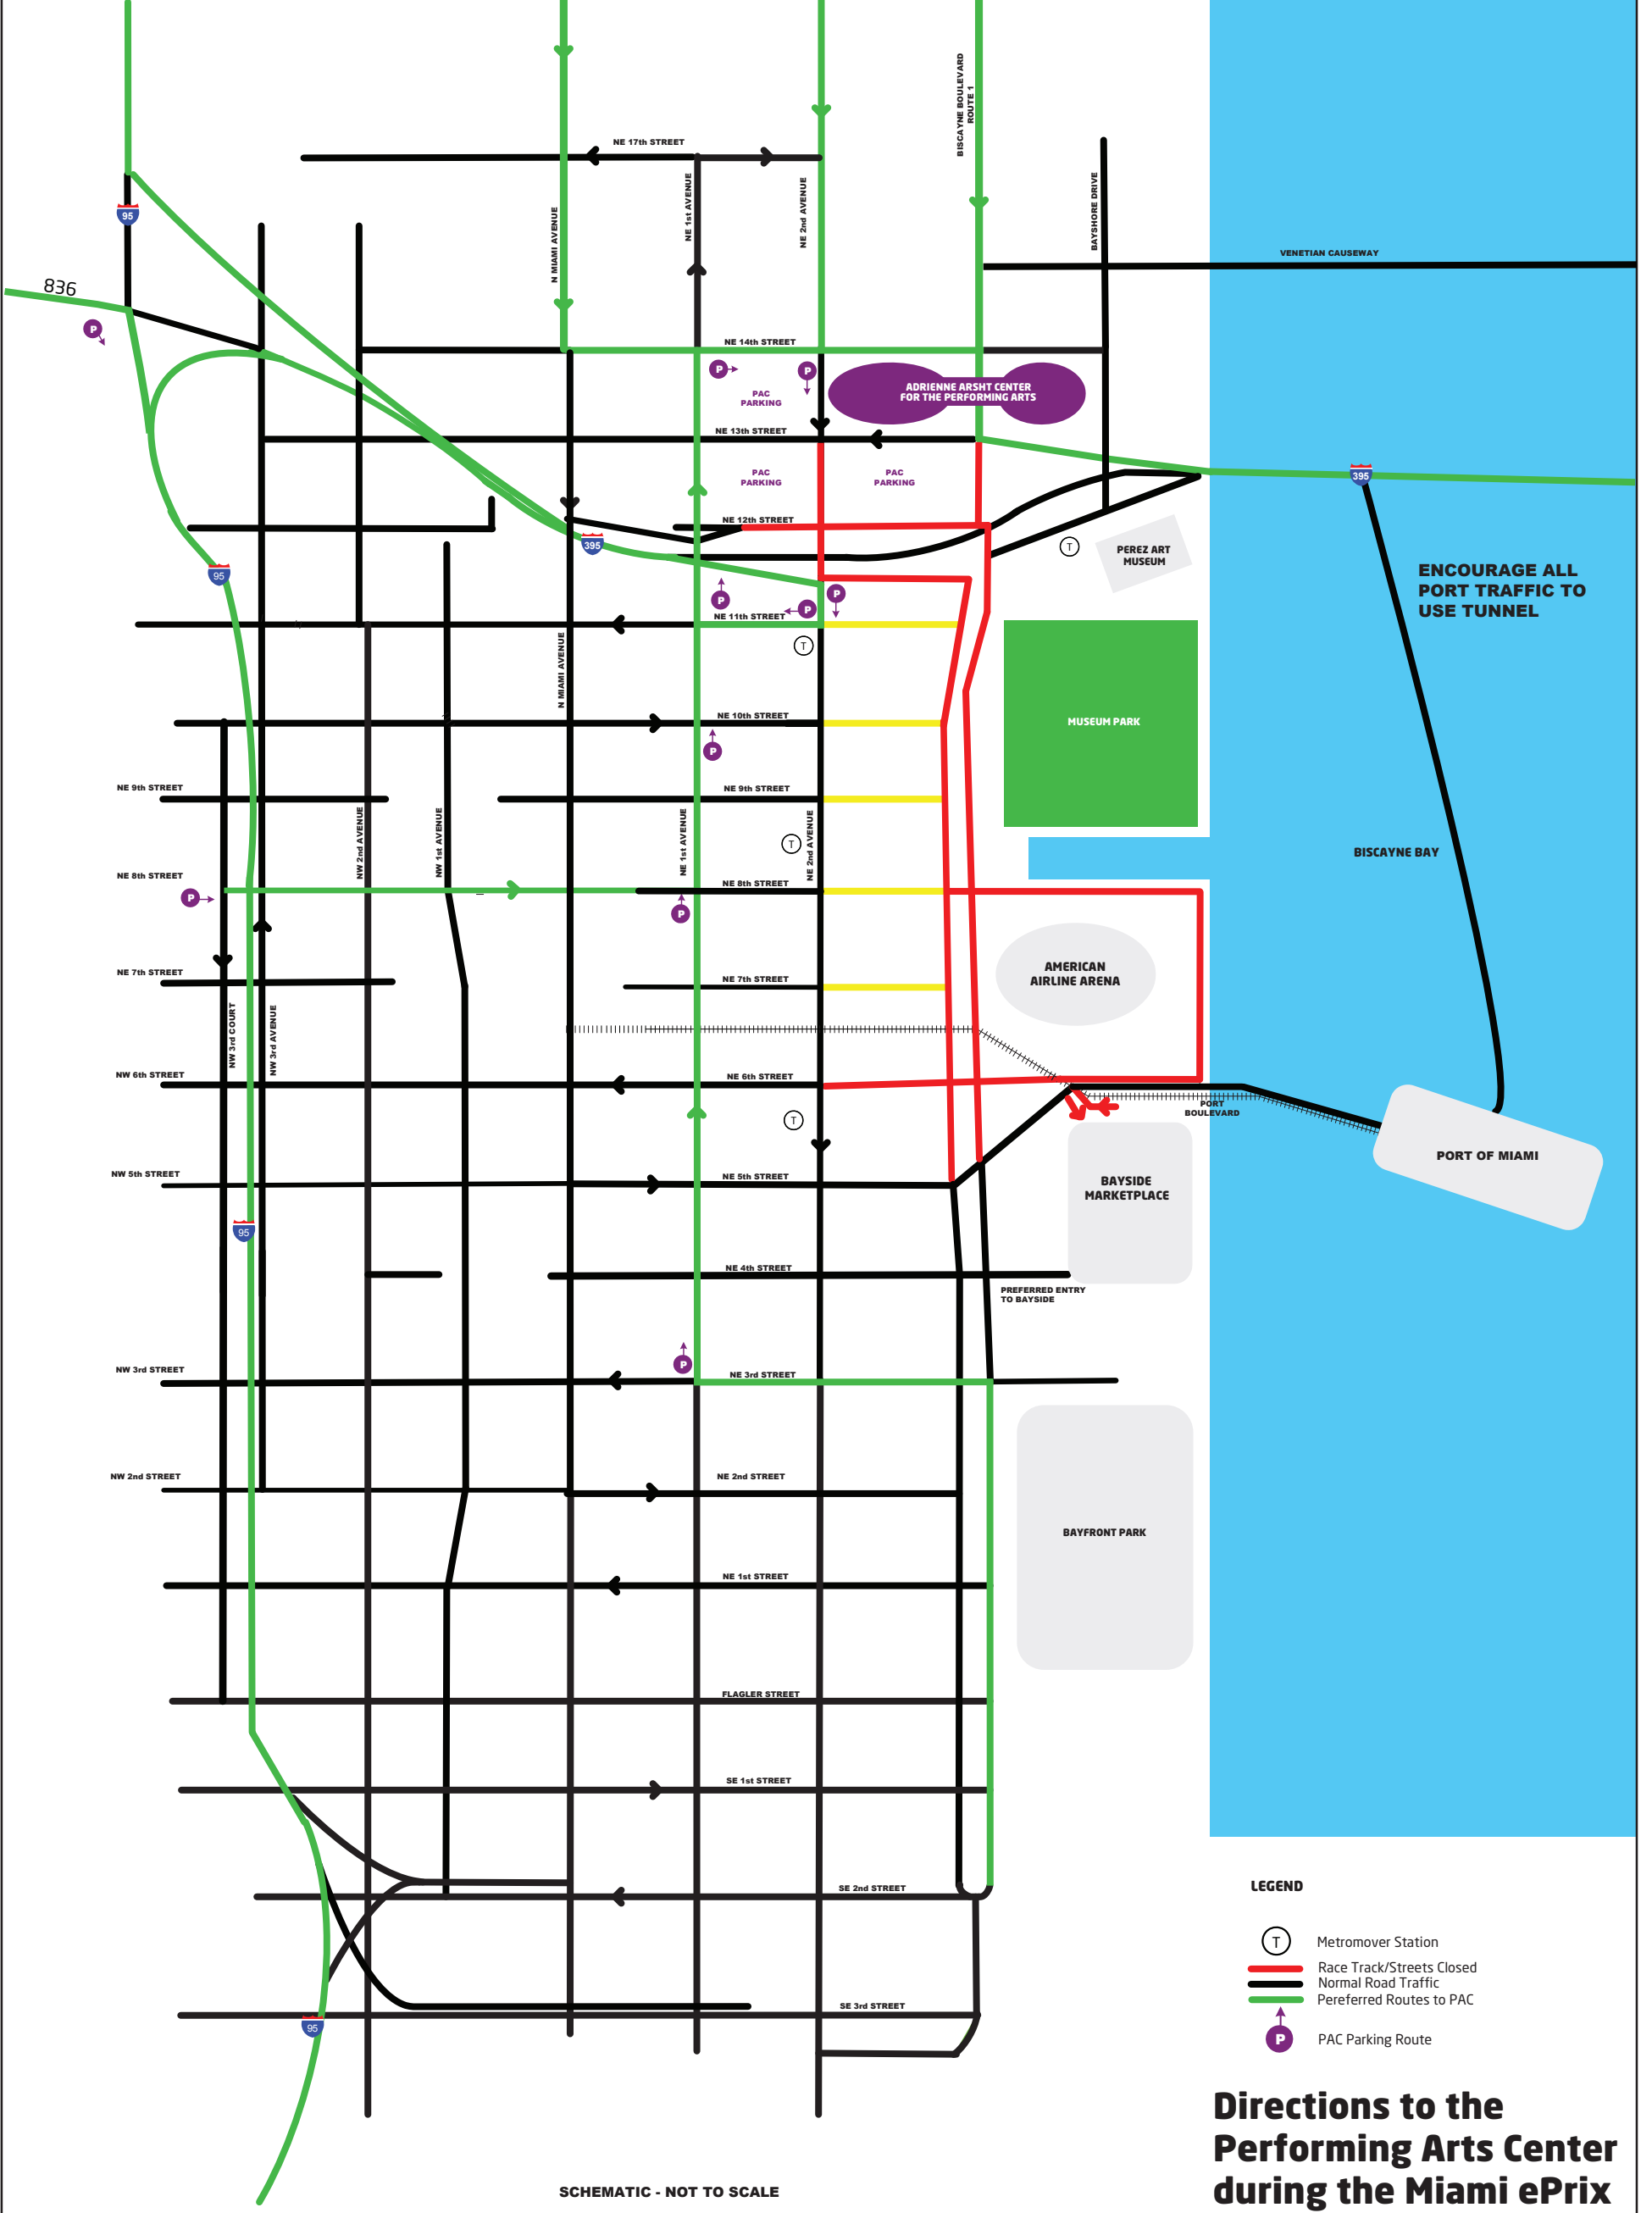 BISCAYNE BOULEVARD
ROUTE 1
NE 17th STREET
NE 1st AVENUE
NE 2nd AVENUE
BAYSHORE DRIVE
N MIAMI AVENUE
95
VENETIAN CAUSEWAY
836
P
NE 14th STREET
P
P
PAC
PARKING
ADRIENNE ARSHT CENTER
FOR THE PERFORMING ARTS
NE 13th STREET
PAC
PARKING
PAC
PARKING
395
NE 12th STREET
395
T
PEREZ ART
MUSEUM
95
ENCOURAGE ALL
PORT TRAFFIC TO
USE TUNNEL
P
P
P
NE 11th STREET
T
N MIAMI AVENUE
NE 10th STREET
MUSEUM PARK
P
NE 9th STREET
NE 9th STREET
NW 2nd AVENUE
NW 1st AVENUE
NE 1st AVENUE
NE 2nd AVENUE
T
BISCAYNE BAY
NE 8th STREET
NE 8th STREET
P
P
NE 7th STREET
NE 7th STREET
AMERICAN
AIRLINE ARENA
NW 3rd COURT
NW 3rd AVENUE
NW 6th STREET
NE 6th STREET
PORT
BOULEVARD
T
PORT OF MIAMI
NW 5th STREET
NE 5th STREET
BAYSIDE
MARKETPLACE
95
NE 4th STREET
PREFERRED ENTRY
TO BAYSIDE
P
NW 3rd STREET
NE 3rd STREET
NW 2nd STREET
NE 2nd STREET
BAYFRONT PARK
NE 1st STREET
FLAGLER STREET
SE 1st STREET
SE 2nd STREET
LEGEND
T
Metromover Station
Race Track/Streets Closed
Normal Road Traffic
Pereferred Routes to PAC
P
PAC Parking Route
SE 3rd STREET
95
Directions to the
Performing Arts Center
during the Miami ePrix
SCHEMATIC - NOT TO SCALE